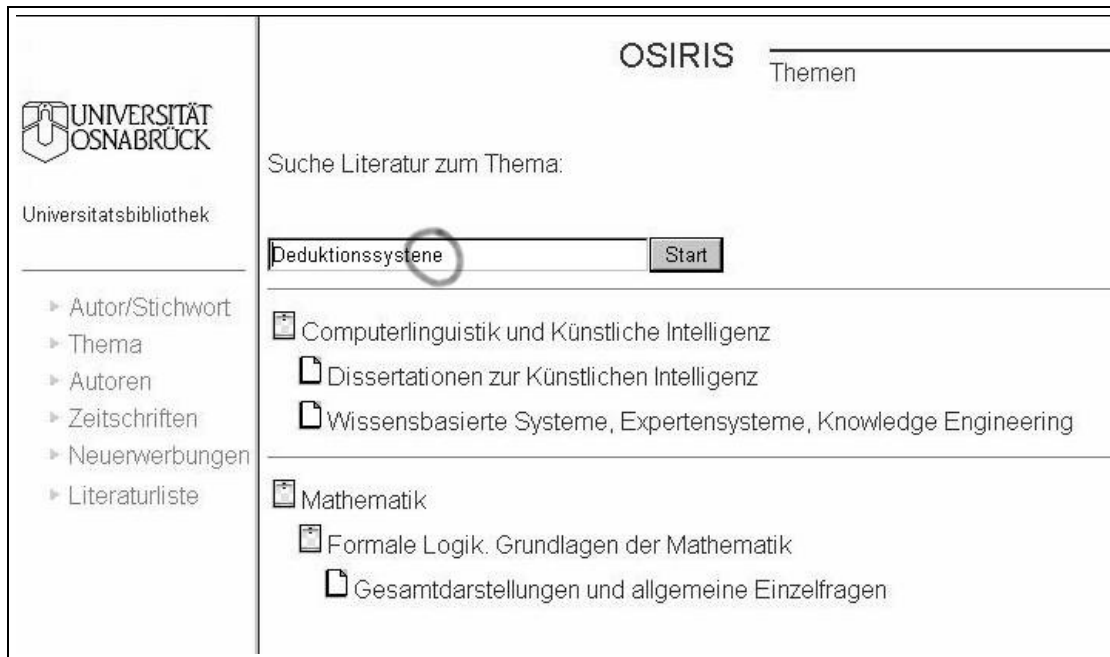 OSIRIS
Themen
UNIVERSITÄT
OSNABRÜCK
Universitatsbibliothek
Autor/Stichwort
Thema
Autoren
Zeitschriften
Neuerwerbungen
Literaturliste
Suche Literatur zum Thema:
Deduktionssystene Start
Computerlinguistik und Künstliche Intelligenz
Dissertationen zur Künstlichen Intelligenz
Wissensbasierte Systeme, Expertensysteme, Knowledge Engineering
Mathematik
Formale Logik. Grundlagen der Mathematik
Gesamtdarstellungen und allgemeine Einzelfragen